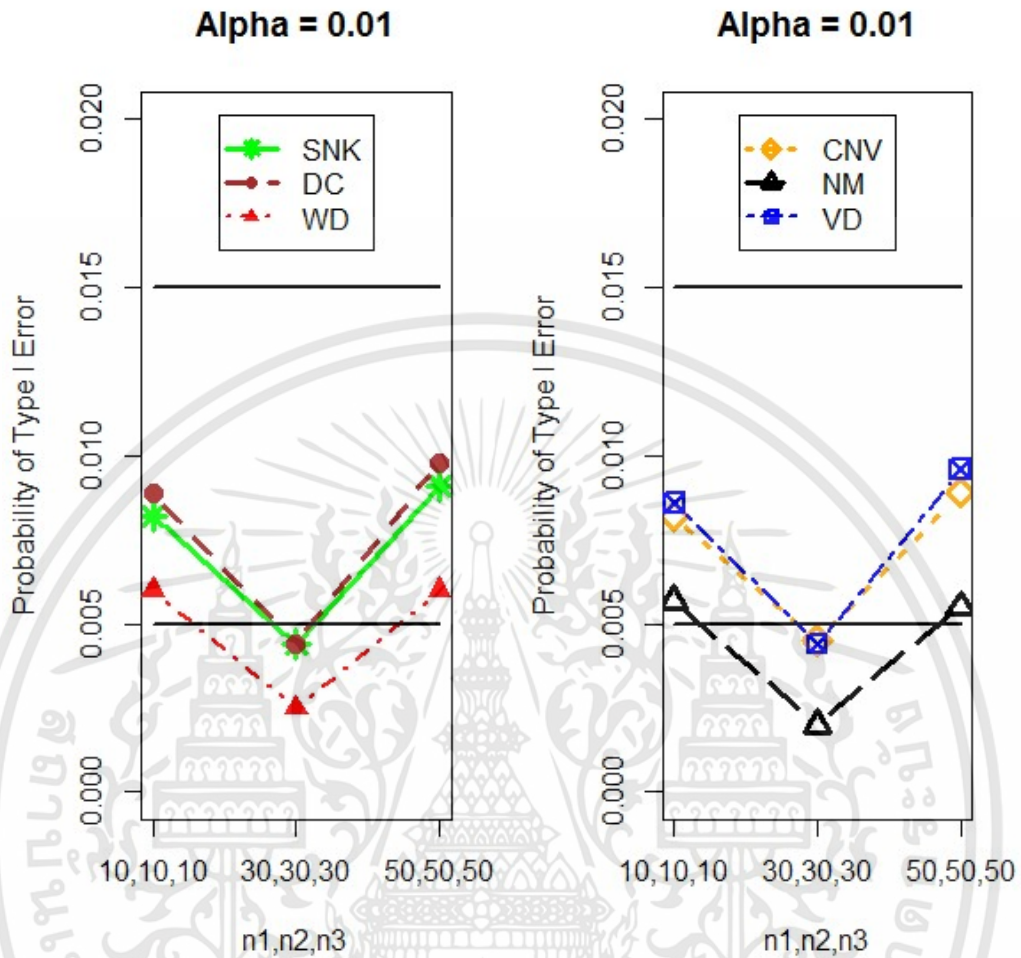 Alpha = 0.01
0.020
0.015
0.010
0.005
0.000
Probability of Type I Error
SNK
DC
WD
10,10,10 30,30,30 50,50,50
n1,n2,n3
Alpha = 0.01
0.020
0.015
0.010
0.005
0.000
Probability of Type I Error
CNV
NM
VD
10,10,10 30,30,30 50,50,50
n1,n2,n3